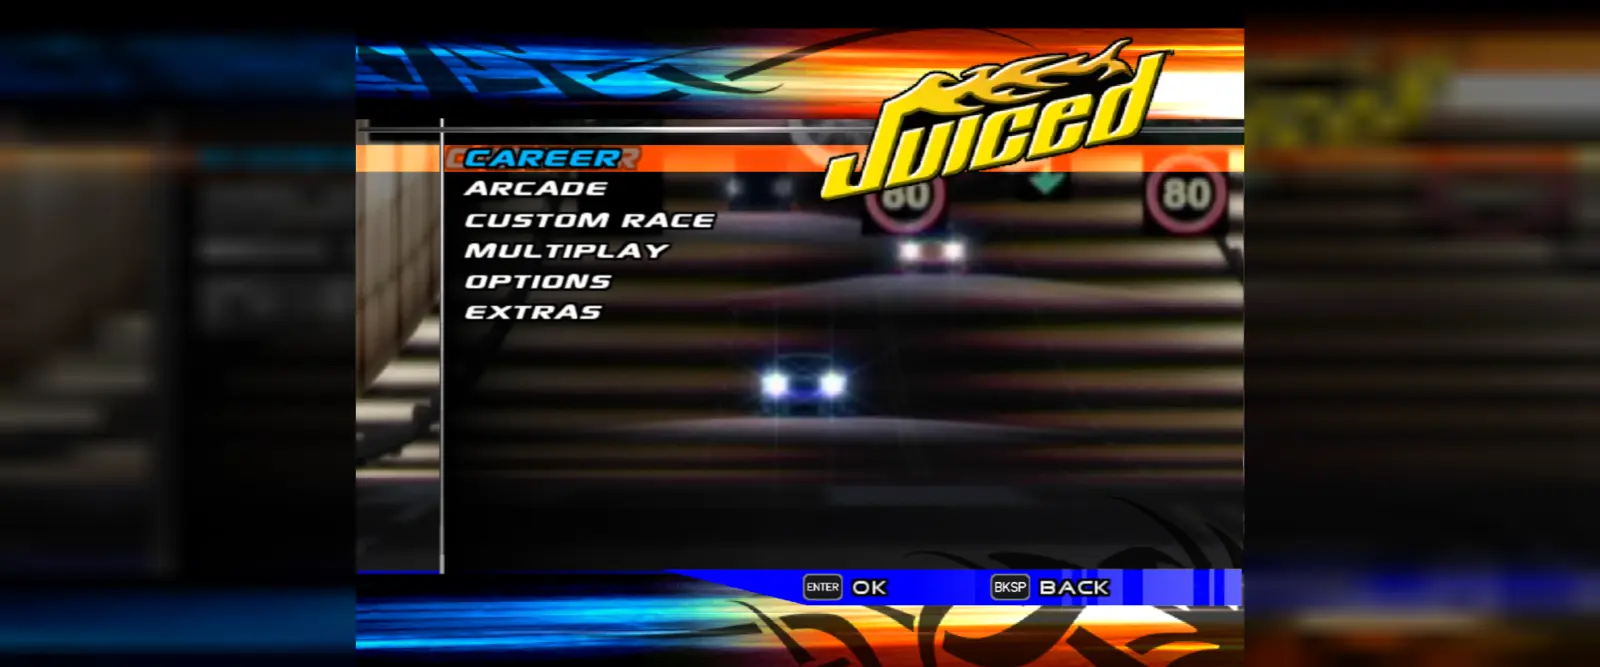 Juiced
CAREER
ARCADE
80
80
CUSTOM RACE
MULTIPLAY
OPTIONS
EXTRAS
ENTER OK BKSP BACK